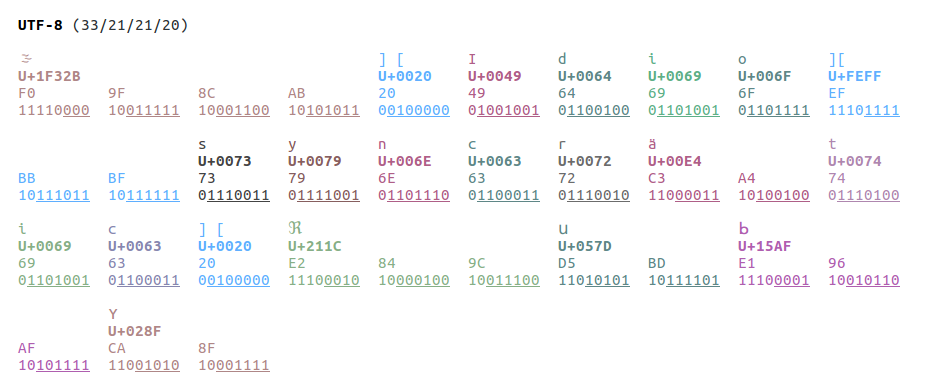 UTF-8 (33/21/21/20)
🌫 ] [ I d i o ][
U+1F32B U+0020 U+0049 U+0064 U+0069 U+006F U+FEFF
F0 9F 8C AB 20 49 64 69 6F EF
11110000 10011111 10001100 10101011 00100000 01001001 01100100 01101001 01101111 11101111
s y n c r ä t
U+0073 U+0079 U+006E U+0063 U+0072 U+00E4 U+0074
BB BF 73 79 6E 63 72 C3 A4 74
10111011 10111111 01110011 01111001 01101110 01100011 01110010 11000011 10100100 01110100
i c ] [ ℜ ս ᖯ
U+0069 U+0063 U+0020 U+211C U+057D U+15AF
69 63 20 E2 84 9C D5 BD E1 96
01101001 01100011 00100000 11100010 10000100 10011100 11010101 10111101 11100001 10010110
ʏ
U+028F
AF CA 8F
10101111 11001010 10001111